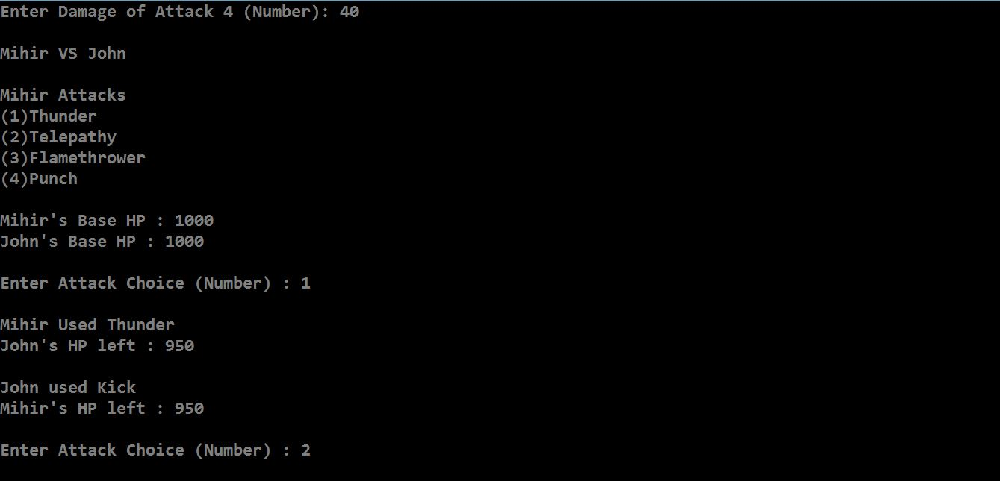 Enter Damage of Attack 4 (Number): 40
Mihir VS John
Mihir Attacks
(1)Thunder
(2)Telepathy
(3)Flamethrower
(4)Punch
Mihir's Base HP : 1000
John's Base HP : 1000
Enter Attack Choice (Number) : 1
Mihir Used Thunder
John's HP left : 950
John used Kick
Mihir's HP left : 950
Enter Attack Choice (Number) : 2